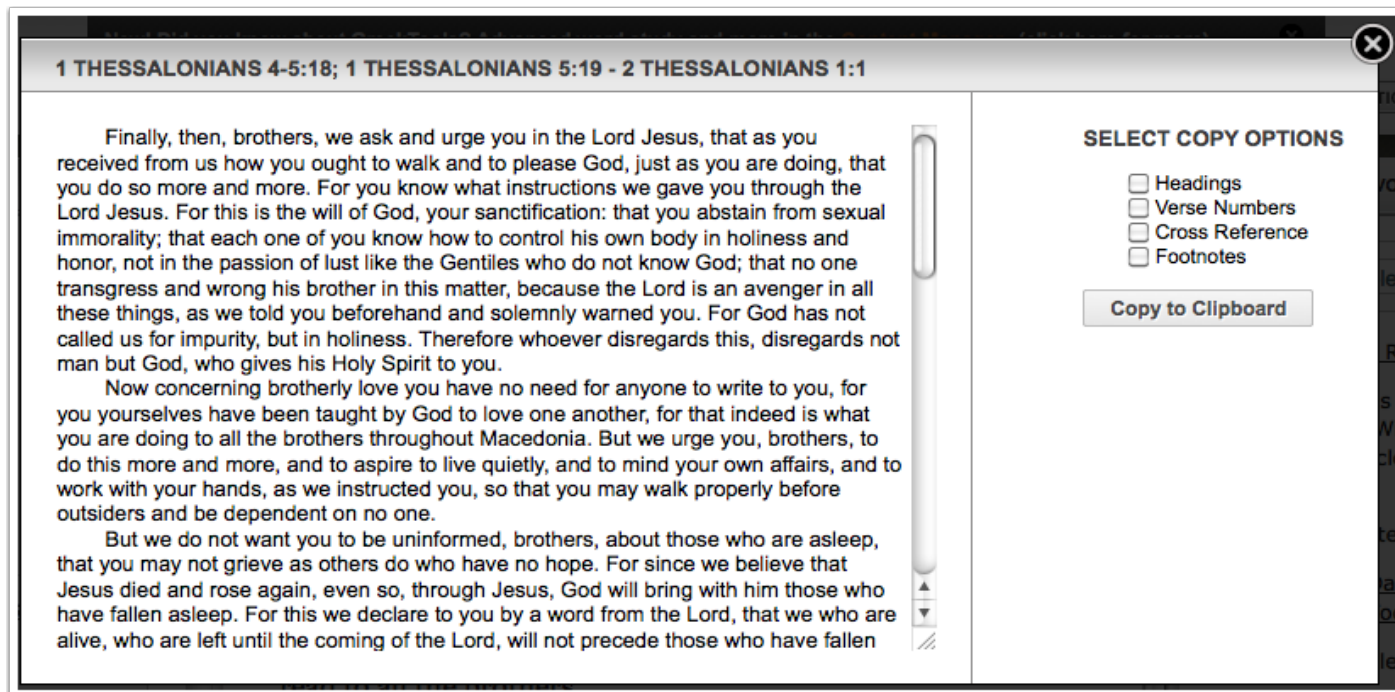 1 THESSALONIANS 4-5:18; 1 THESSALONIANS 5:19 - 2 THESSALONIANS 1:1
Finally, then, brothers, we ask and urge you in the Lord Jesus, that as you
received from us how you ought to walk and to please God, just as you are doing, that
you do so more and more. For you know what instructions we gave you through the
Lord Jesus. For this is the will of God, your sanctification: that you abstain from sexual
immorality; that each one of you know how to control his own body in holiness and
honor, not in the passion of lust like the Gentiles who do not know God; that no one
transgress and wrong his brother in this matter, because the Lord is an avenger in all
these things, as we told you beforehand and solemnly warned you. For God has not
called us for impurity, but in holiness. Therefore whoever disregards this, disregards not
man but God, who gives his Holy Spirit to you.
Now concerning brotherly love you have no need for anyone to write to you, for
you yourselves have been taught by God to love one another, for that indeed is what
you are doing to all the brothers throughout Macedonia. But we urge you, brothers, to
do this more and more, and to aspire to live quietly, and to mind your own affairs, and to
work with your hands, as we instructed you, so that you may walk properly before
outsiders and be dependent on no one.
But we do not want you to be uninformed, brothers, about those who are asleep,
that you may not grieve as others do who have no hope. For since we believe that
Jesus died and rose again, even so, through Jesus, God will bring with him those who
have fallen asleep. For this we declare to you by a word from the Lord, that we who are
alive, who are left until the coming of the Lord, will not precede those who have fallen
SELECT COPY OPTIONS
Headings
Verse Numbers
Cross Reference
Footnotes
Copy to Clipboard